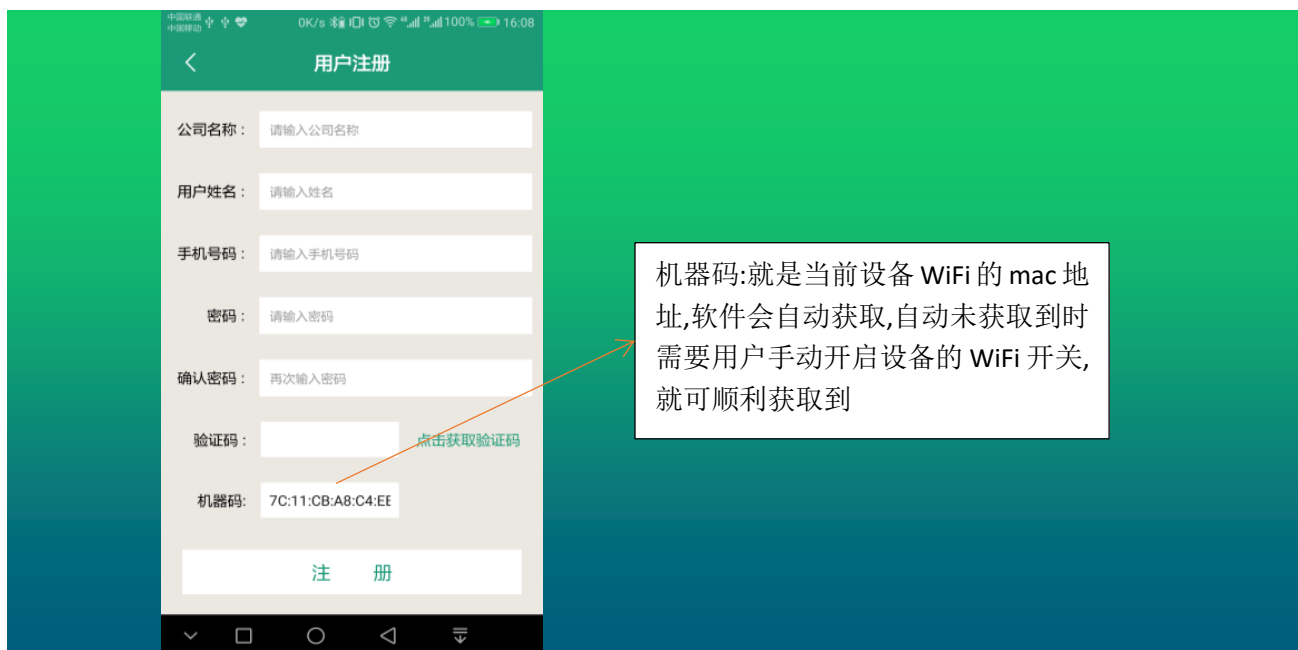 中国联通
中国移动
0K/s 100% 16:08
用户注册
公司名称： 请输入公司名称
用户姓名： 请输入姓名
手机号码： 请输入手机号码
密码： 请输入密码
确认密码： 再次输入密码
验证码： 点击获取验证码
机器码: 7C:11:CB:A8:C4:EE
注 册
机器码:就是当前设备 WiFi 的 mac 地
址,软件会自动获取,自动未获取到时
需要用户手动开启设备的 WiFi 开关,
就可顺利获取到